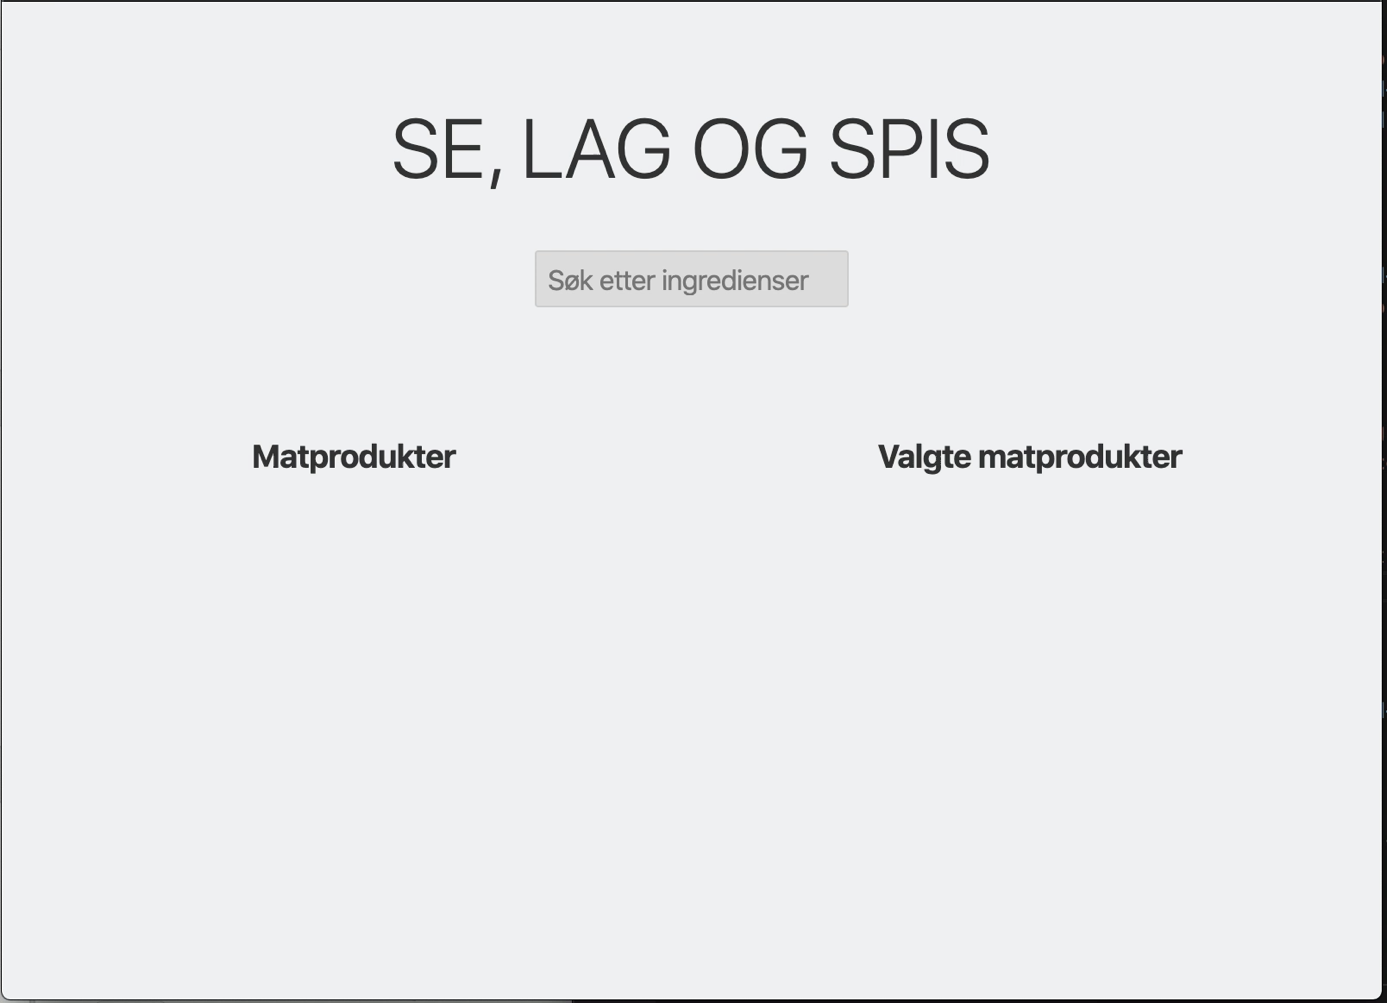 SE, LAG OG SPIS
Søk etter ingredienser
Matprodukter
Valgte matprodukter